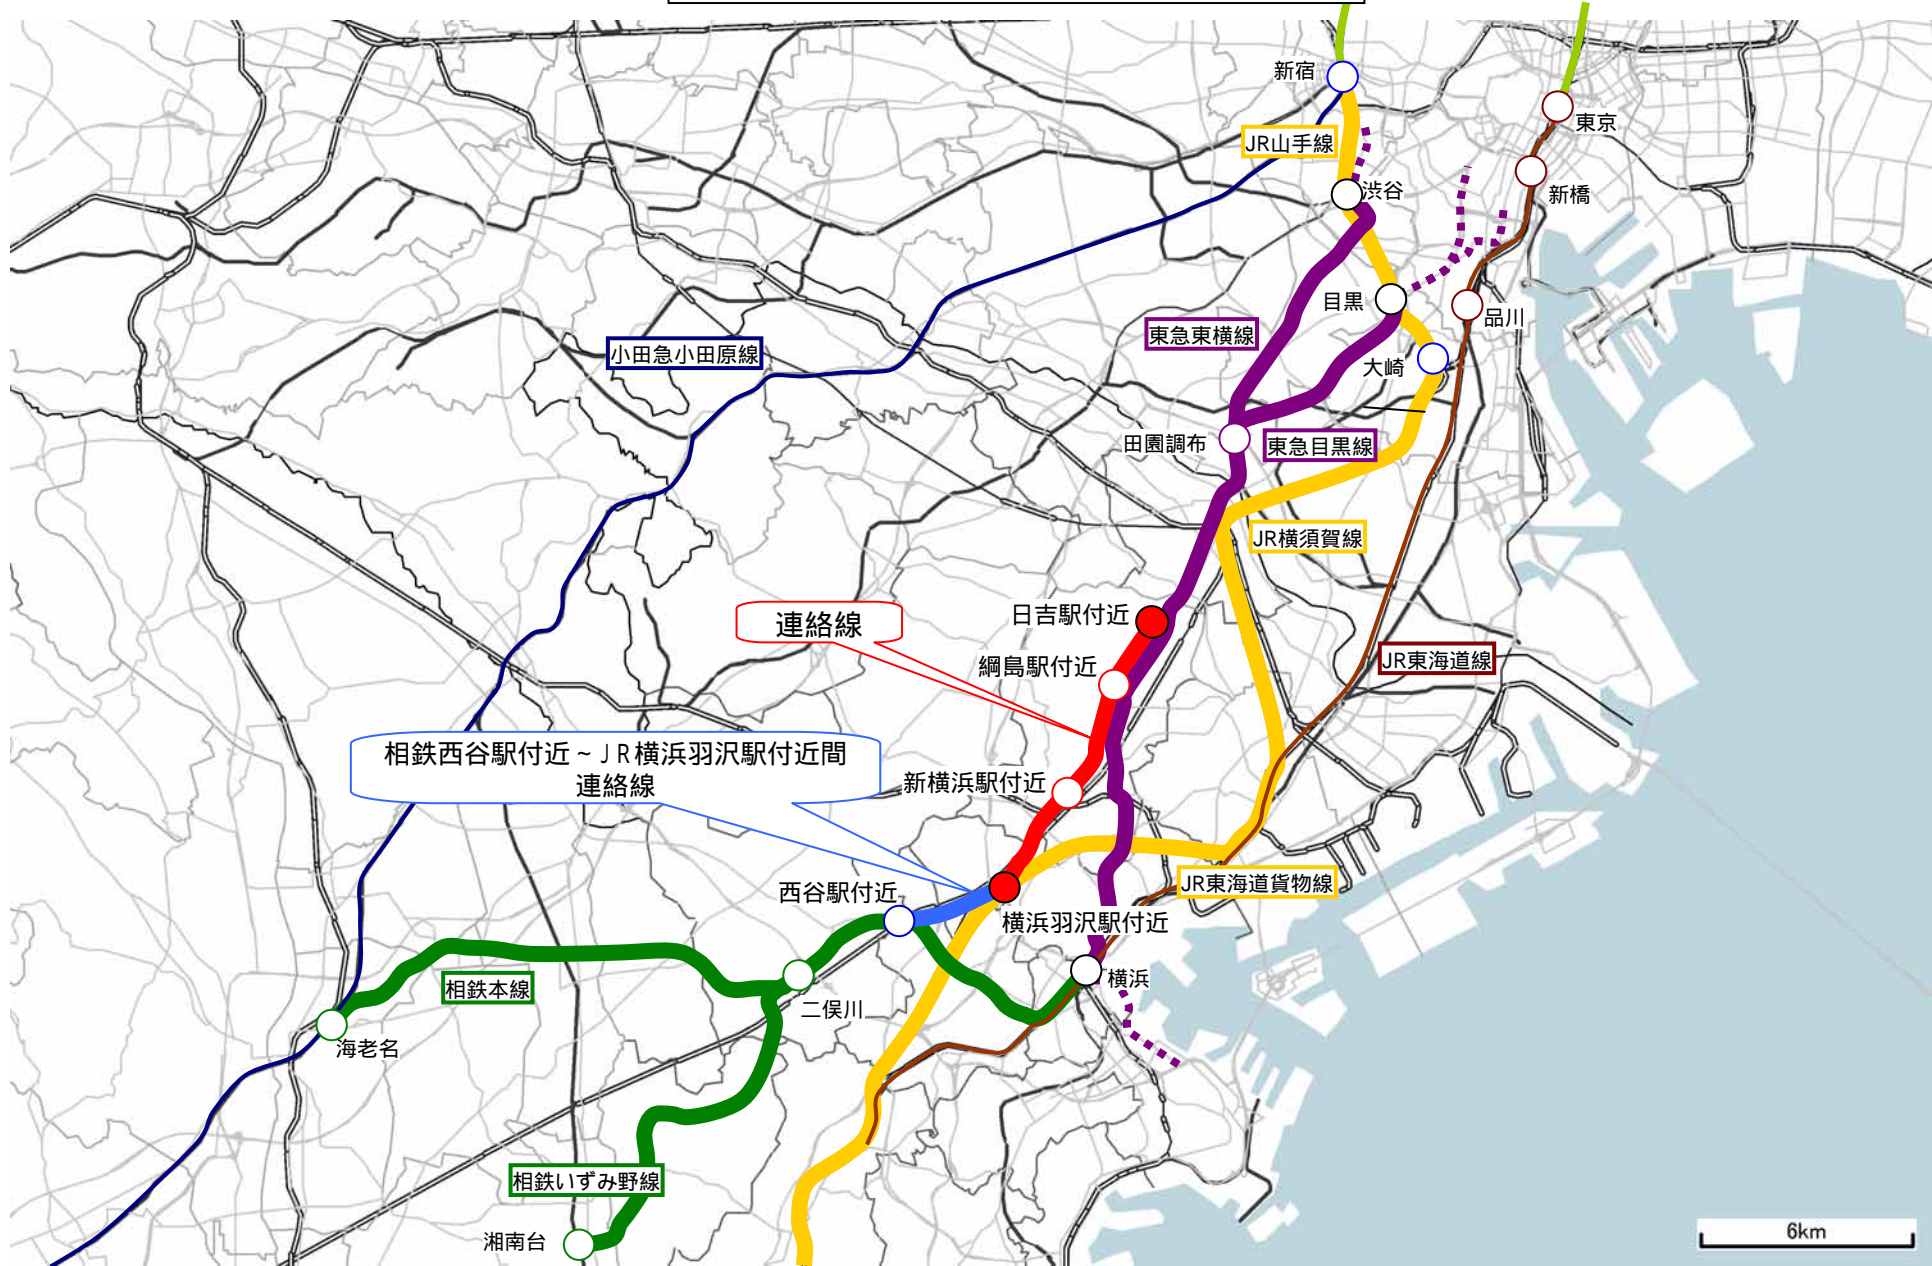 新宿
東京
JR山手線
渋谷
新橋
目黒
品川
東急東横線
小田急小田原線
大崎
田園調布
東急目黒線
JR横須賀線
連絡線
日吉駅付近
綱島駅付近
JR東海道線
相鉄西谷駅付近~JR横浜羽沢駅付近間
連絡線
新横浜駅付近
JR東海道貨物線
西谷駅付近
横浜羽沢駅付近
横浜
相鉄本線
二俣川
海老名
相鉄いずみ野線
湘南台
6km